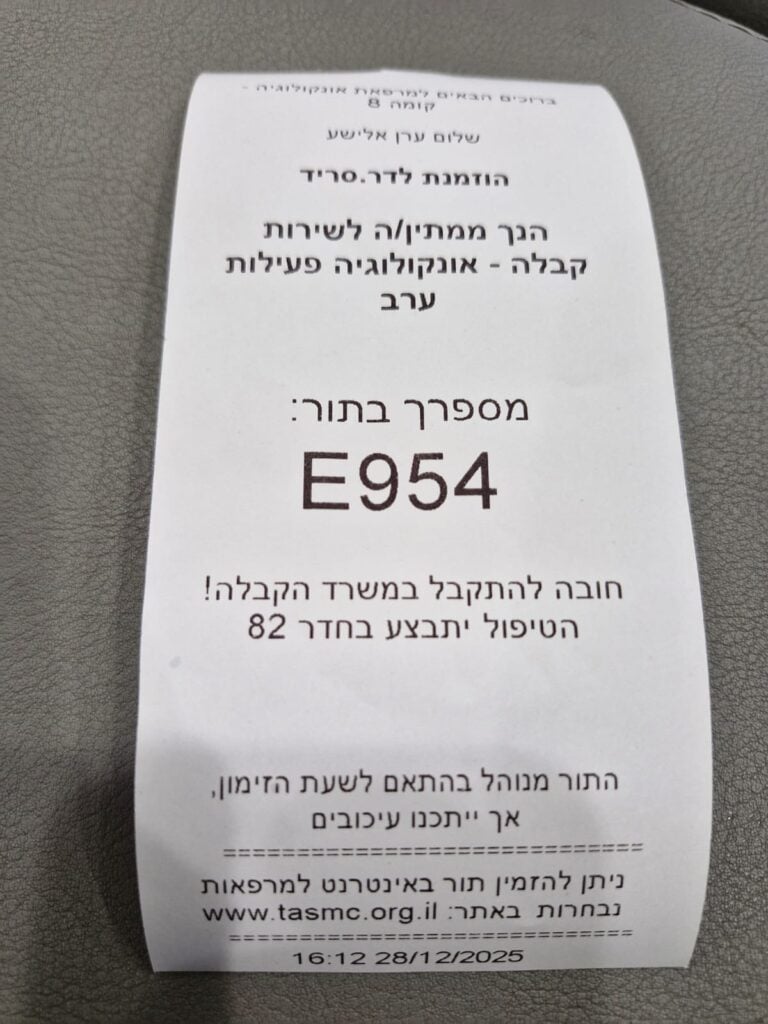 ברוכים הבאים למרפאת אונקולוגיה -
קומה 8
שלום ערן אלישע
הוזמנת לדר.סריד
הנך ממתין/ה לשירות
קבלה - אונקולוגיה פעילות
ערב
מספרך בתור:
E954
חובה להתקבל במשרד הקבלה!
הטיפול יתבצע בחדר 82
התור מנוהל בהתאם לשעת הזימון,
אך ייתכנו עיכובים
==============================
ניתן להזמין תור באינטרנט למרפאות
נבחרות באתר: www.tasmc.org.il
==============================
16:12 28/12/2025